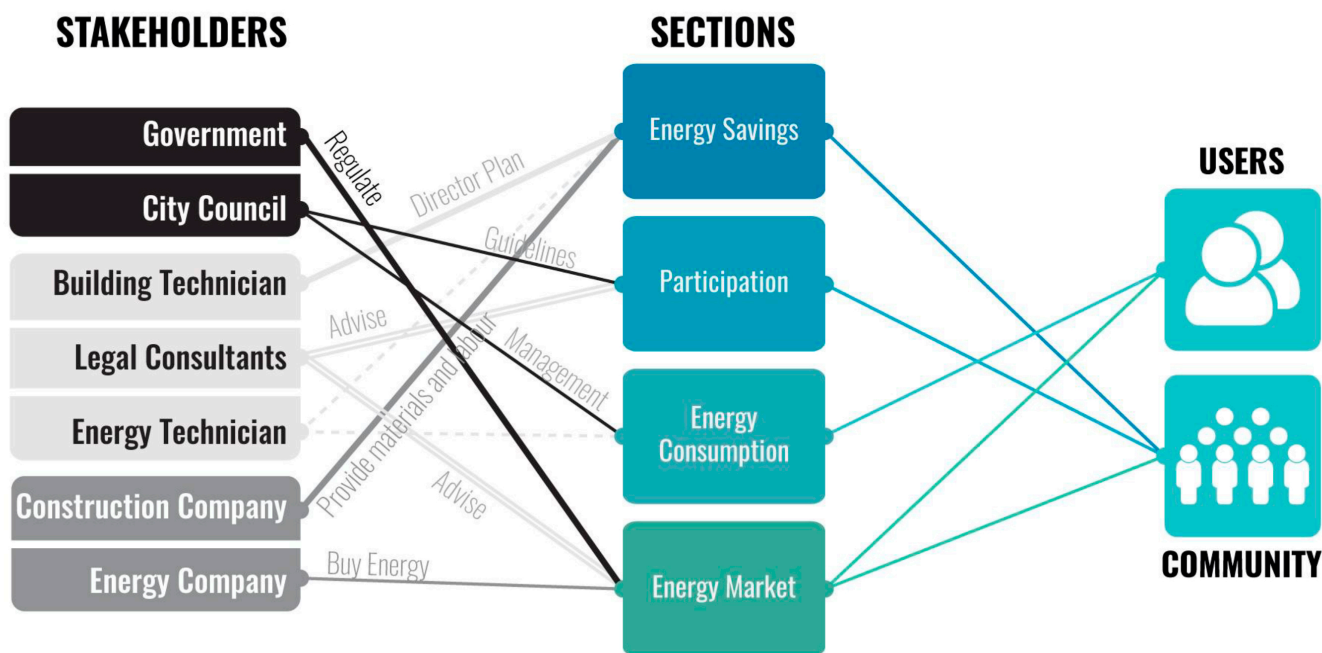 STAKEHOLDERS
SECTIONS
USERS
COMMUNITY
Government
City Council
Building Technician
Legal Consultants
Energy Technician
Construction Company
Energy Company
Regulate
Director Plan
Guidelines
Advise
Management
Provide materials and labour
Advise
Buy Energy
Energy Savings
Participation
Energy
Consumption
Energy Market